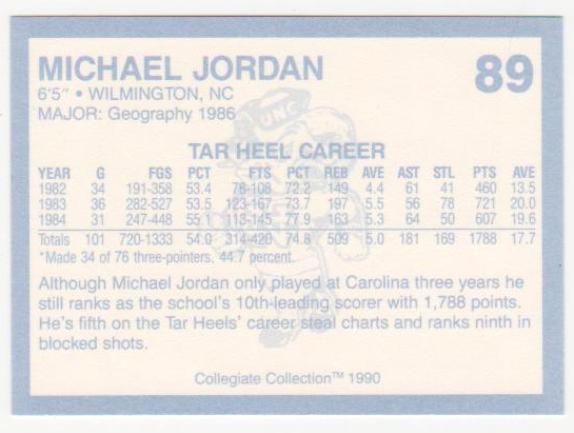 MICHAEL JORDAN 89
6'5" • WILMINGTON, NC
MAJOR: Geography 1986
UNC
TAR HEEL CAREER
YEAR G FGS PCT FTS PCT REB AVE AST STL PTS AVE
1982 34 191-358 53.4 78-108 72.2 149 4.4 61 41 460 13.5
1983 36 282-527 53.5 123-167 73.7 197 5.5 56 78 721 20.0
1984 31 247-448 55.1 113-145 77.9 163 5.3 64 50 607 19.6
Totals 101 720-1333 54.0 314-420 74.8 509 5.0 181 169 1788 17.7
*Made 34 of 76 three-pointers, 44.7 percent.
Although Michael Jordan only played at Carolina three years he
still ranks as the school's 10th-leading scorer with 1,788 points.
He's fifth on the Tar Heels' career steal charts and ranks ninth in
blocked shots.
Collegiate Collection™ 1990